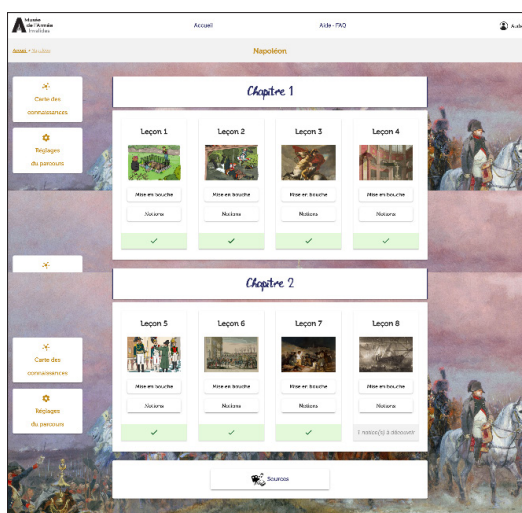 Musée
de l'Armée
Invalides
Accueil
Aide - FAQ
Accueil > Napoléon
Napoléon
Carte des
connaissances
Réglages
du parcours
Chapitre 1
Leçon 1
Leçon 2
Leçon 3
Leçon 4
Mise en bouche
Mise en bouche
Mise en bouche
Mise en bouche
Notions
Notions
Notions
Notions
Chapitre 2
Leçon 5
Leçon 6
Leçon 7
Leçon 8
Carte des
connaissances
Réglages
du parcours
Mise en bouche
Mise en bouche
Mise en bouche
Mise en bouche
Notions
Notions
Notions
Notions
notion(s) à découvrir
Sources